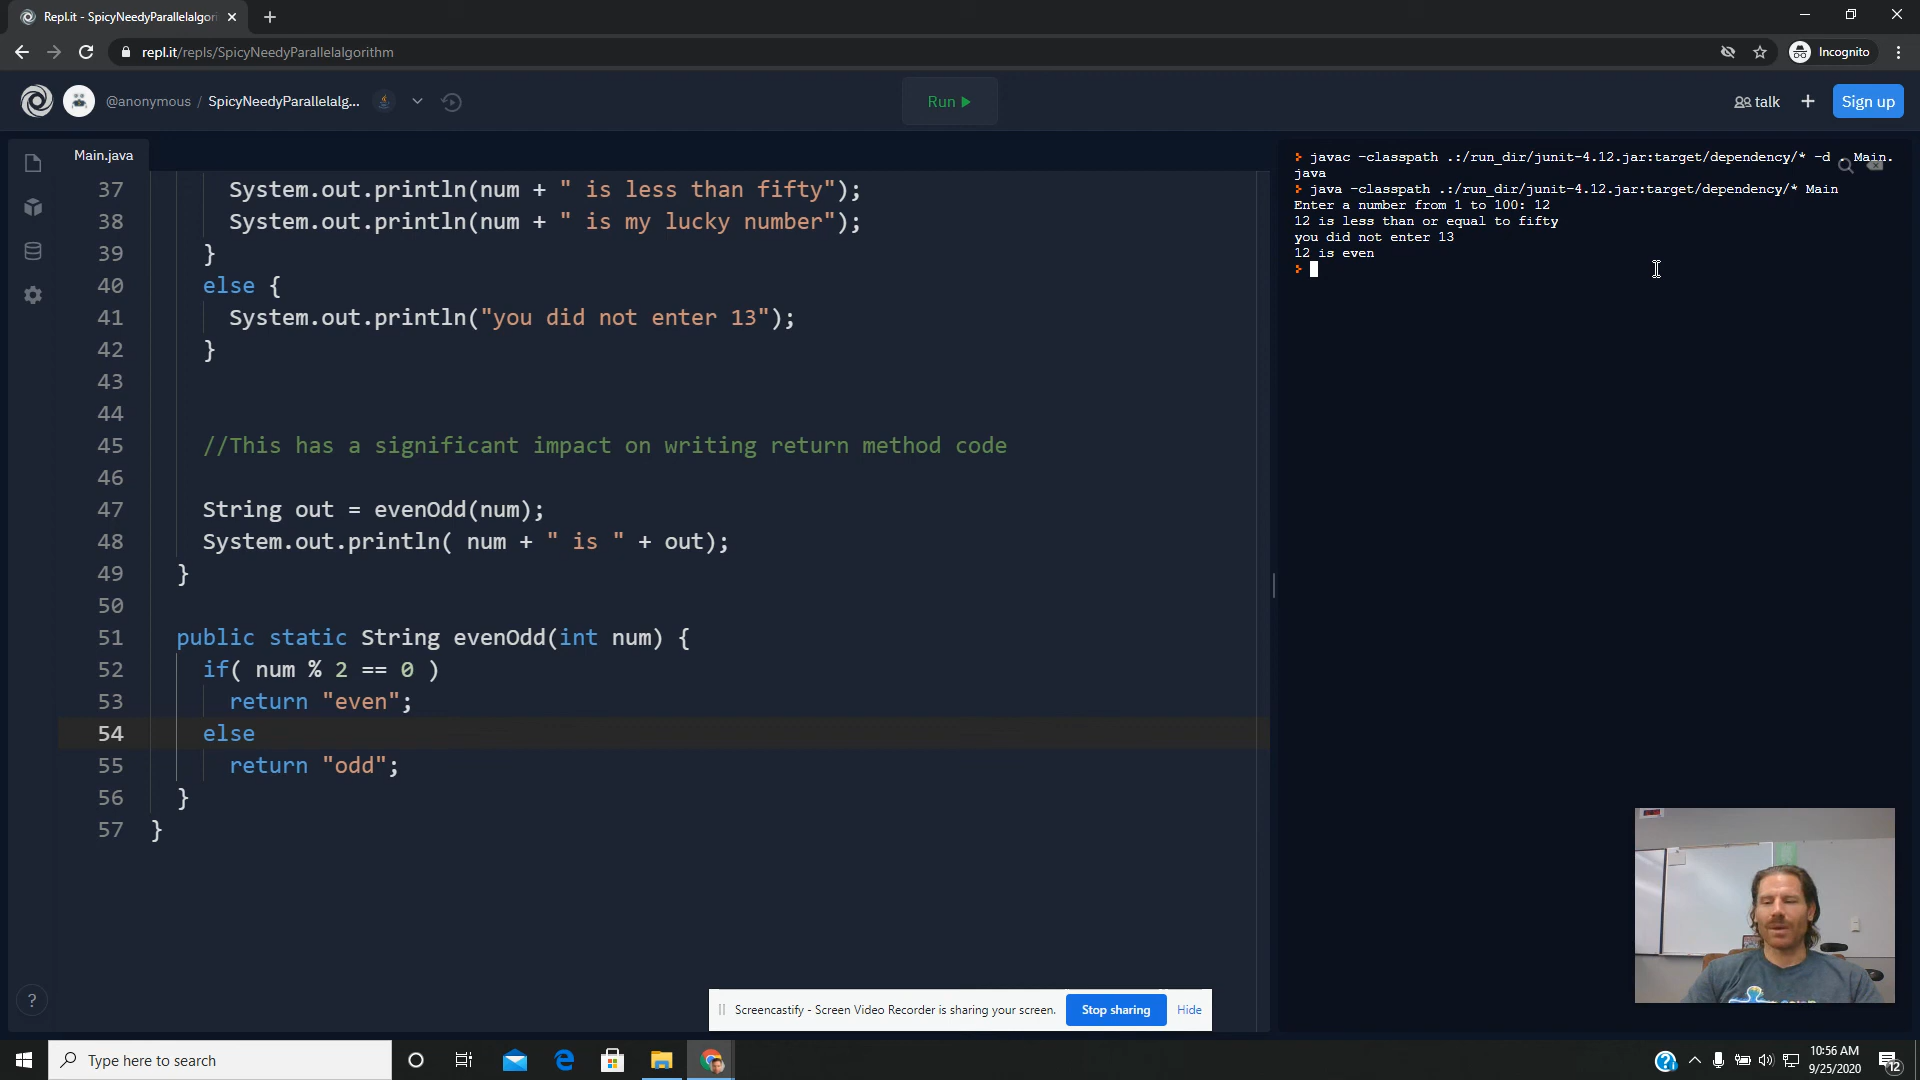 Repl.it - SpicyNeedyParallelalgori
repl.it/repls/SpicyNeedyParallelalgorithm
Incognito
@anonymous / SpicyNeedyParallelalg...
Run
talk
Sign up
Main.java
37 System.out.println(num + " is less than fifty");
38 System.out.println(num + " is my lucky number");
39 }
40 else {
41 System.out.println("you did not enter 13");
42 }
43
44
45 //This has a significant impact on writing return method code
46
47 String out = evenOdd(num);
48 System.out.println( num + " is " + out);
49 }
50
51 public static String evenOdd(int num) {
52 if( num % 2 == 0 )
53 return "even";
54 else
55 return "odd";
56 }
57 }
javac -classpath .:/run_dir/junit-4.12.jar:target/dependency/* -d . Main.
java
java -classpath .:/run_dir/junit-4.12.jar:target/dependency/* Main
Enter a number from 1 to 100: 12
12 is less than or equal to fifty
you did not enter 13
12 is even
?
Screencastify - Screen Video Recorder is sharing your screen.
Stop sharing
Hide
Type here to search
10:56 AM
9/25/2020
12